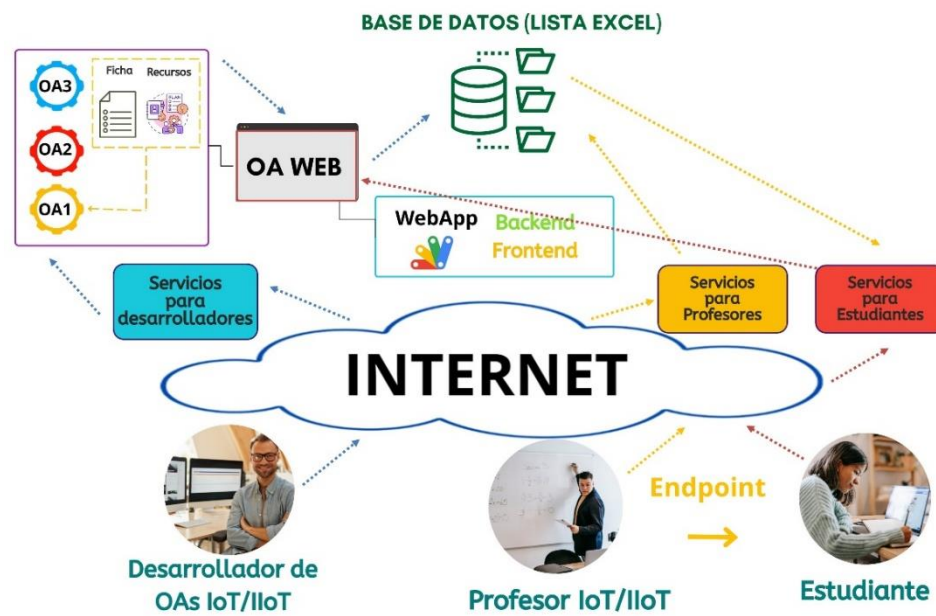 BASE DE DATOS (LISTA EXCEL)
Ficha
Recursos
OA3
OA2
OA1
OA WEB
WebApp
Backend
Frontend
Servicios
para
desarrolladores
Servicios
para
Profesores
Servicios
para
Estudiantes
INTERNET
Endpoint
Desarrollador de
OAs IoT/IIoT
Profesor IoT/IIoT
Estudiante